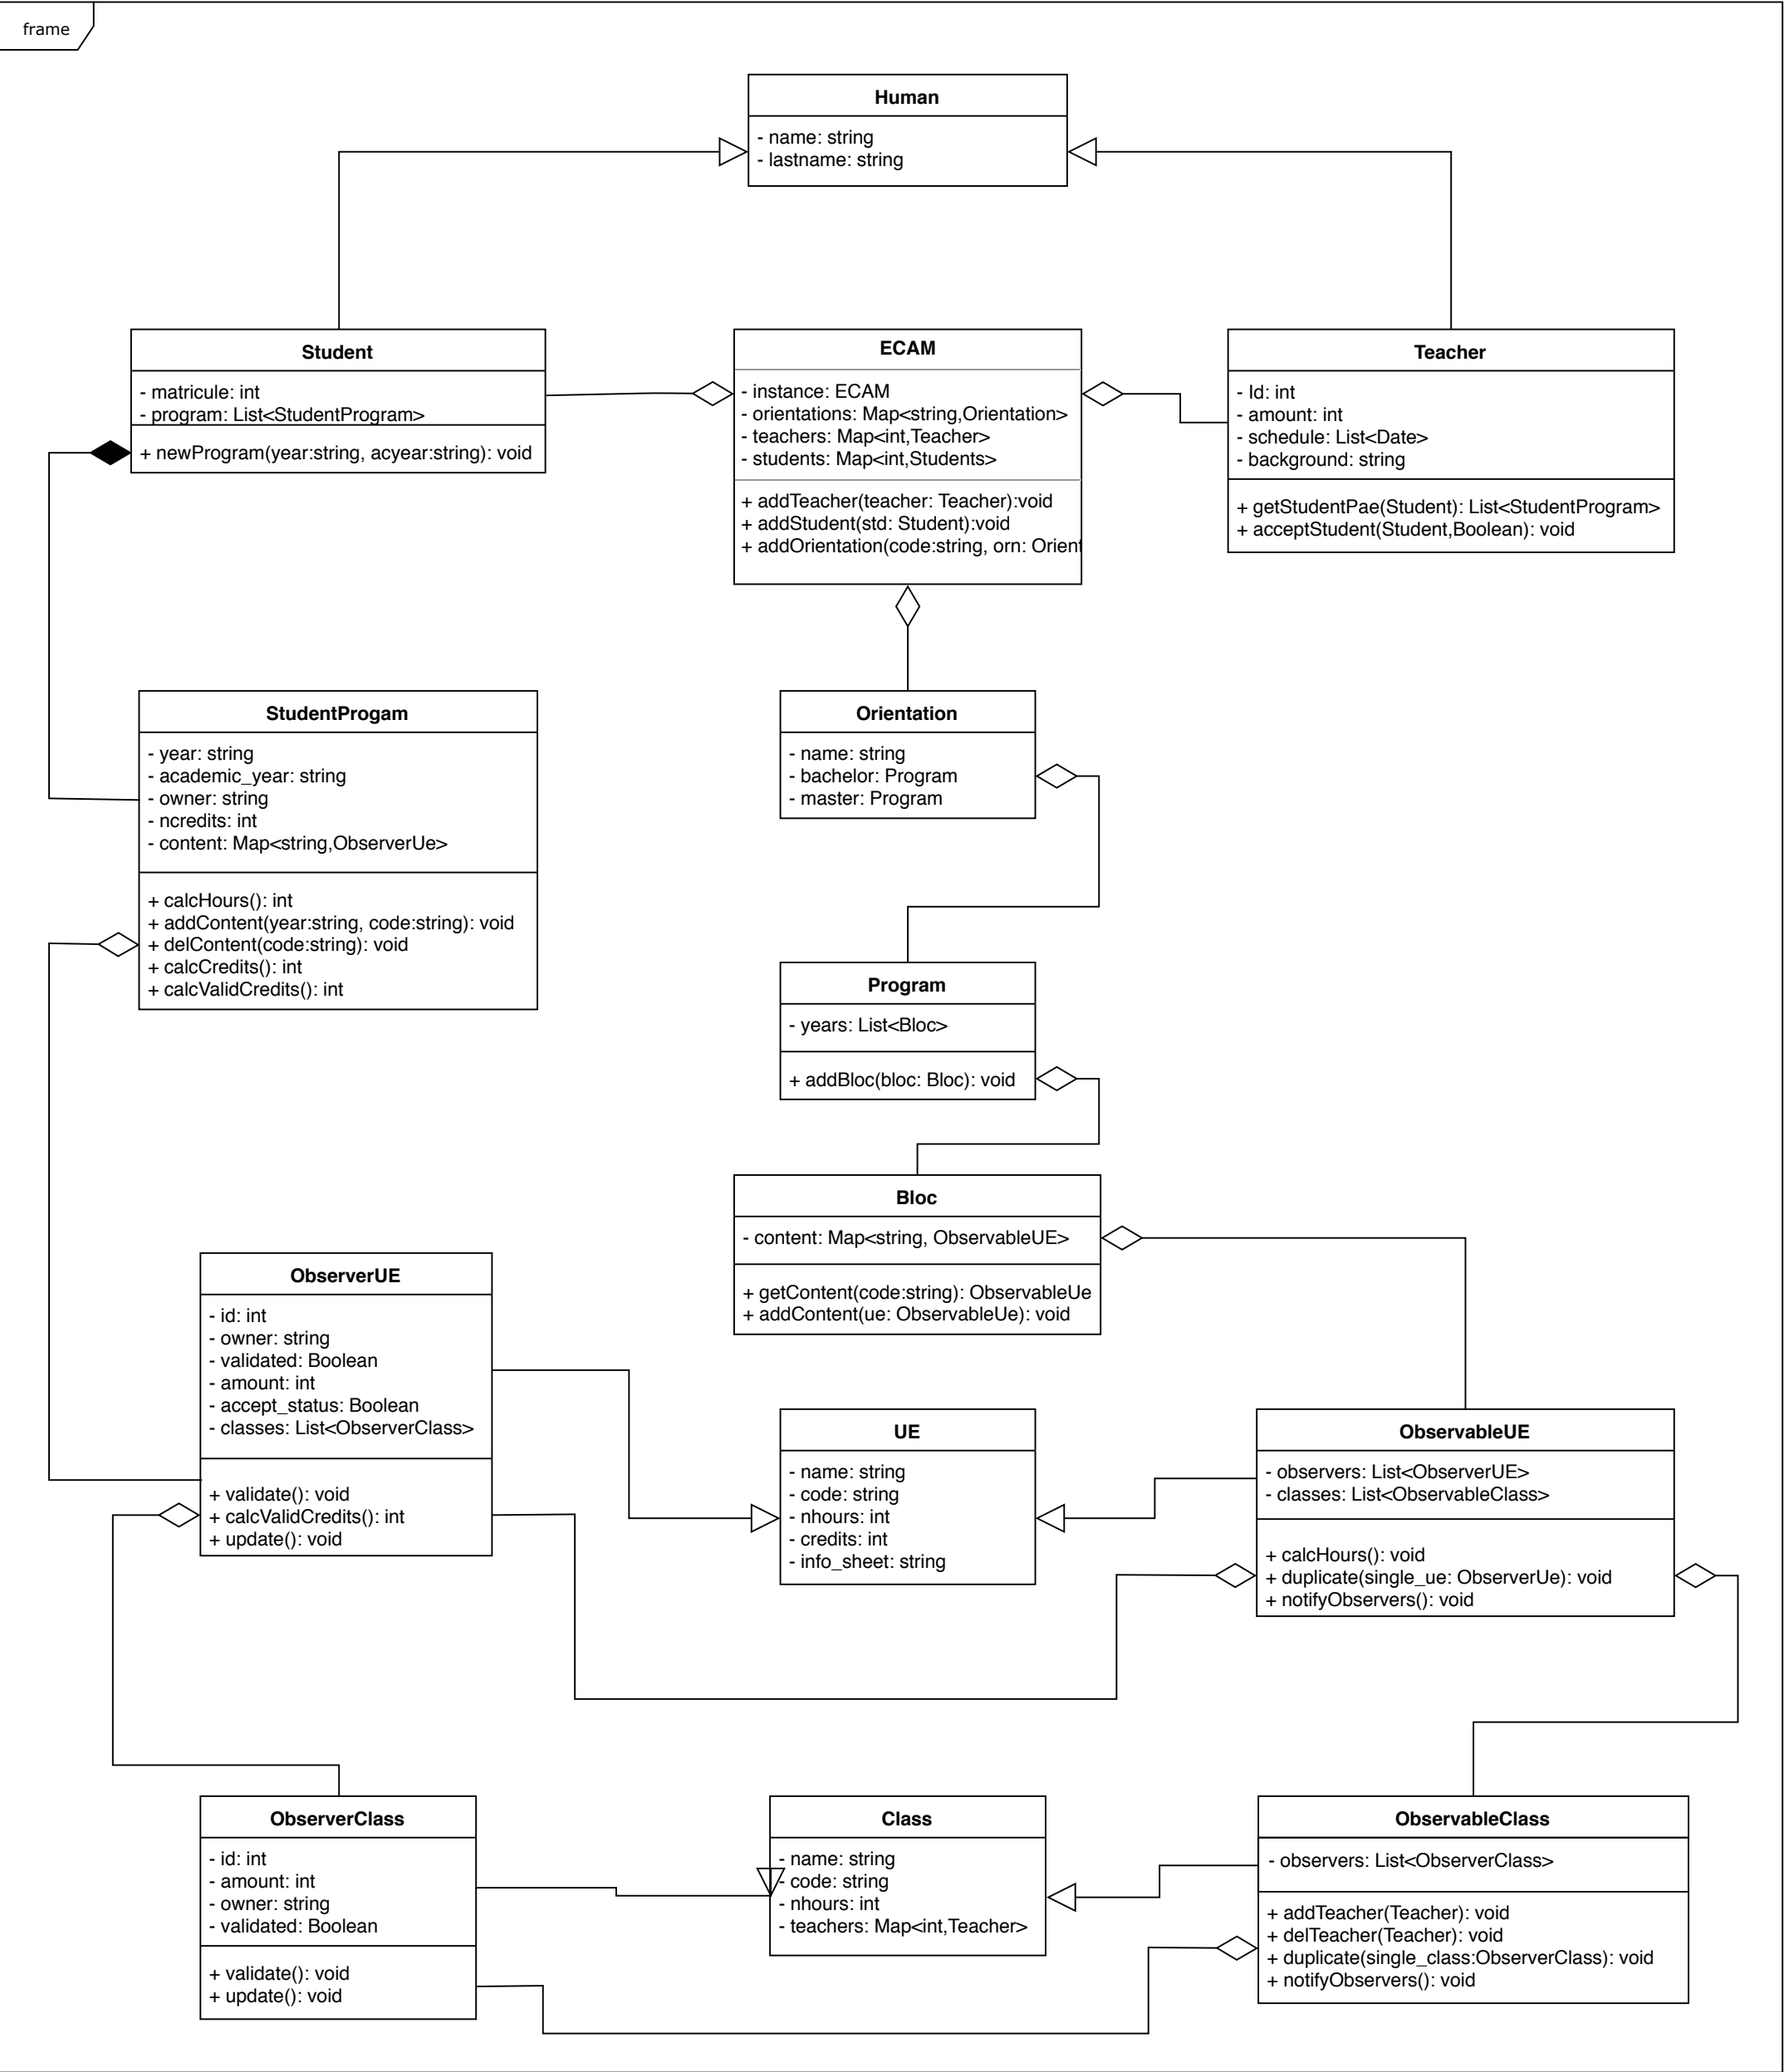 frame
Human
- name: string
- lastname: string
Student
- matricule: int
- program: List<StudentProgram>
+ newProgram(year:string, acyear:string): void
ECAM
- instance: ECAM
- orientations: Map<string,Orientation>
- teachers: Map<int,Teacher>
- students: Map<int,Students>
+ addTeacher(teacher: Teacher):void
+ addStudent(std: Student):void
+ addOrientation(code:string, orn: Orient
Teacher
- Id: int
- amount: int
- schedule: List<Date>
- background: string
+ getStudentPae(Student): List<StudentProgram>
+ acceptStudent(Student,Boolean): void
StudentProgam
- year: string
- academic_year: string
- owner: string
- ncredits: int
- content: Map<string,ObserverUe>
+ calcHours(): int
+ addContent(year:string, code:string): void
+ delContent(code:string): void
+ calcCredits(): int
+ calcValidCredits(): int
Orientation
- name: string
- bachelor: Program
- master: Program
Program
- years: List<Bloc>
+ addBloc(bloc: Bloc): void
Bloc
- content: Map<string, ObservableUE>
+ getContent(code:string): ObservableUe
+ addContent(ue: ObservableUe): void
ObserverUE
- id: int
- owner: string
- validated: Boolean
- amount: int
- accept_status: Boolean
- classes: List<ObserverClass>
+ validate(): void
+ calcValidCredits(): int
+ update(): void
UE
- name: string
- code: string
- nhours: int
- credits: int
- info_sheet: string
ObservableUE
- observers: List<ObserverUE>
- classes: List<ObservableClass>
+ calcHours(): void
+ duplicate(single_ue: ObserverUe): void
+ notifyObservers(): void
ObserverClass
- id: int
- amount: int
- owner: string
- validated: Boolean
+ validate(): void
+ update(): void
Class
- name: string
- code: string
- nhours: int
- teachers: Map<int,Teacher>
ObservableClass
- observers: List<ObserverClass>
+ addTeacher(Teacher): void
+ delTeacher(Teacher): void
+ duplicate(single_class:ObserverClass): void
+ notifyObservers(): void